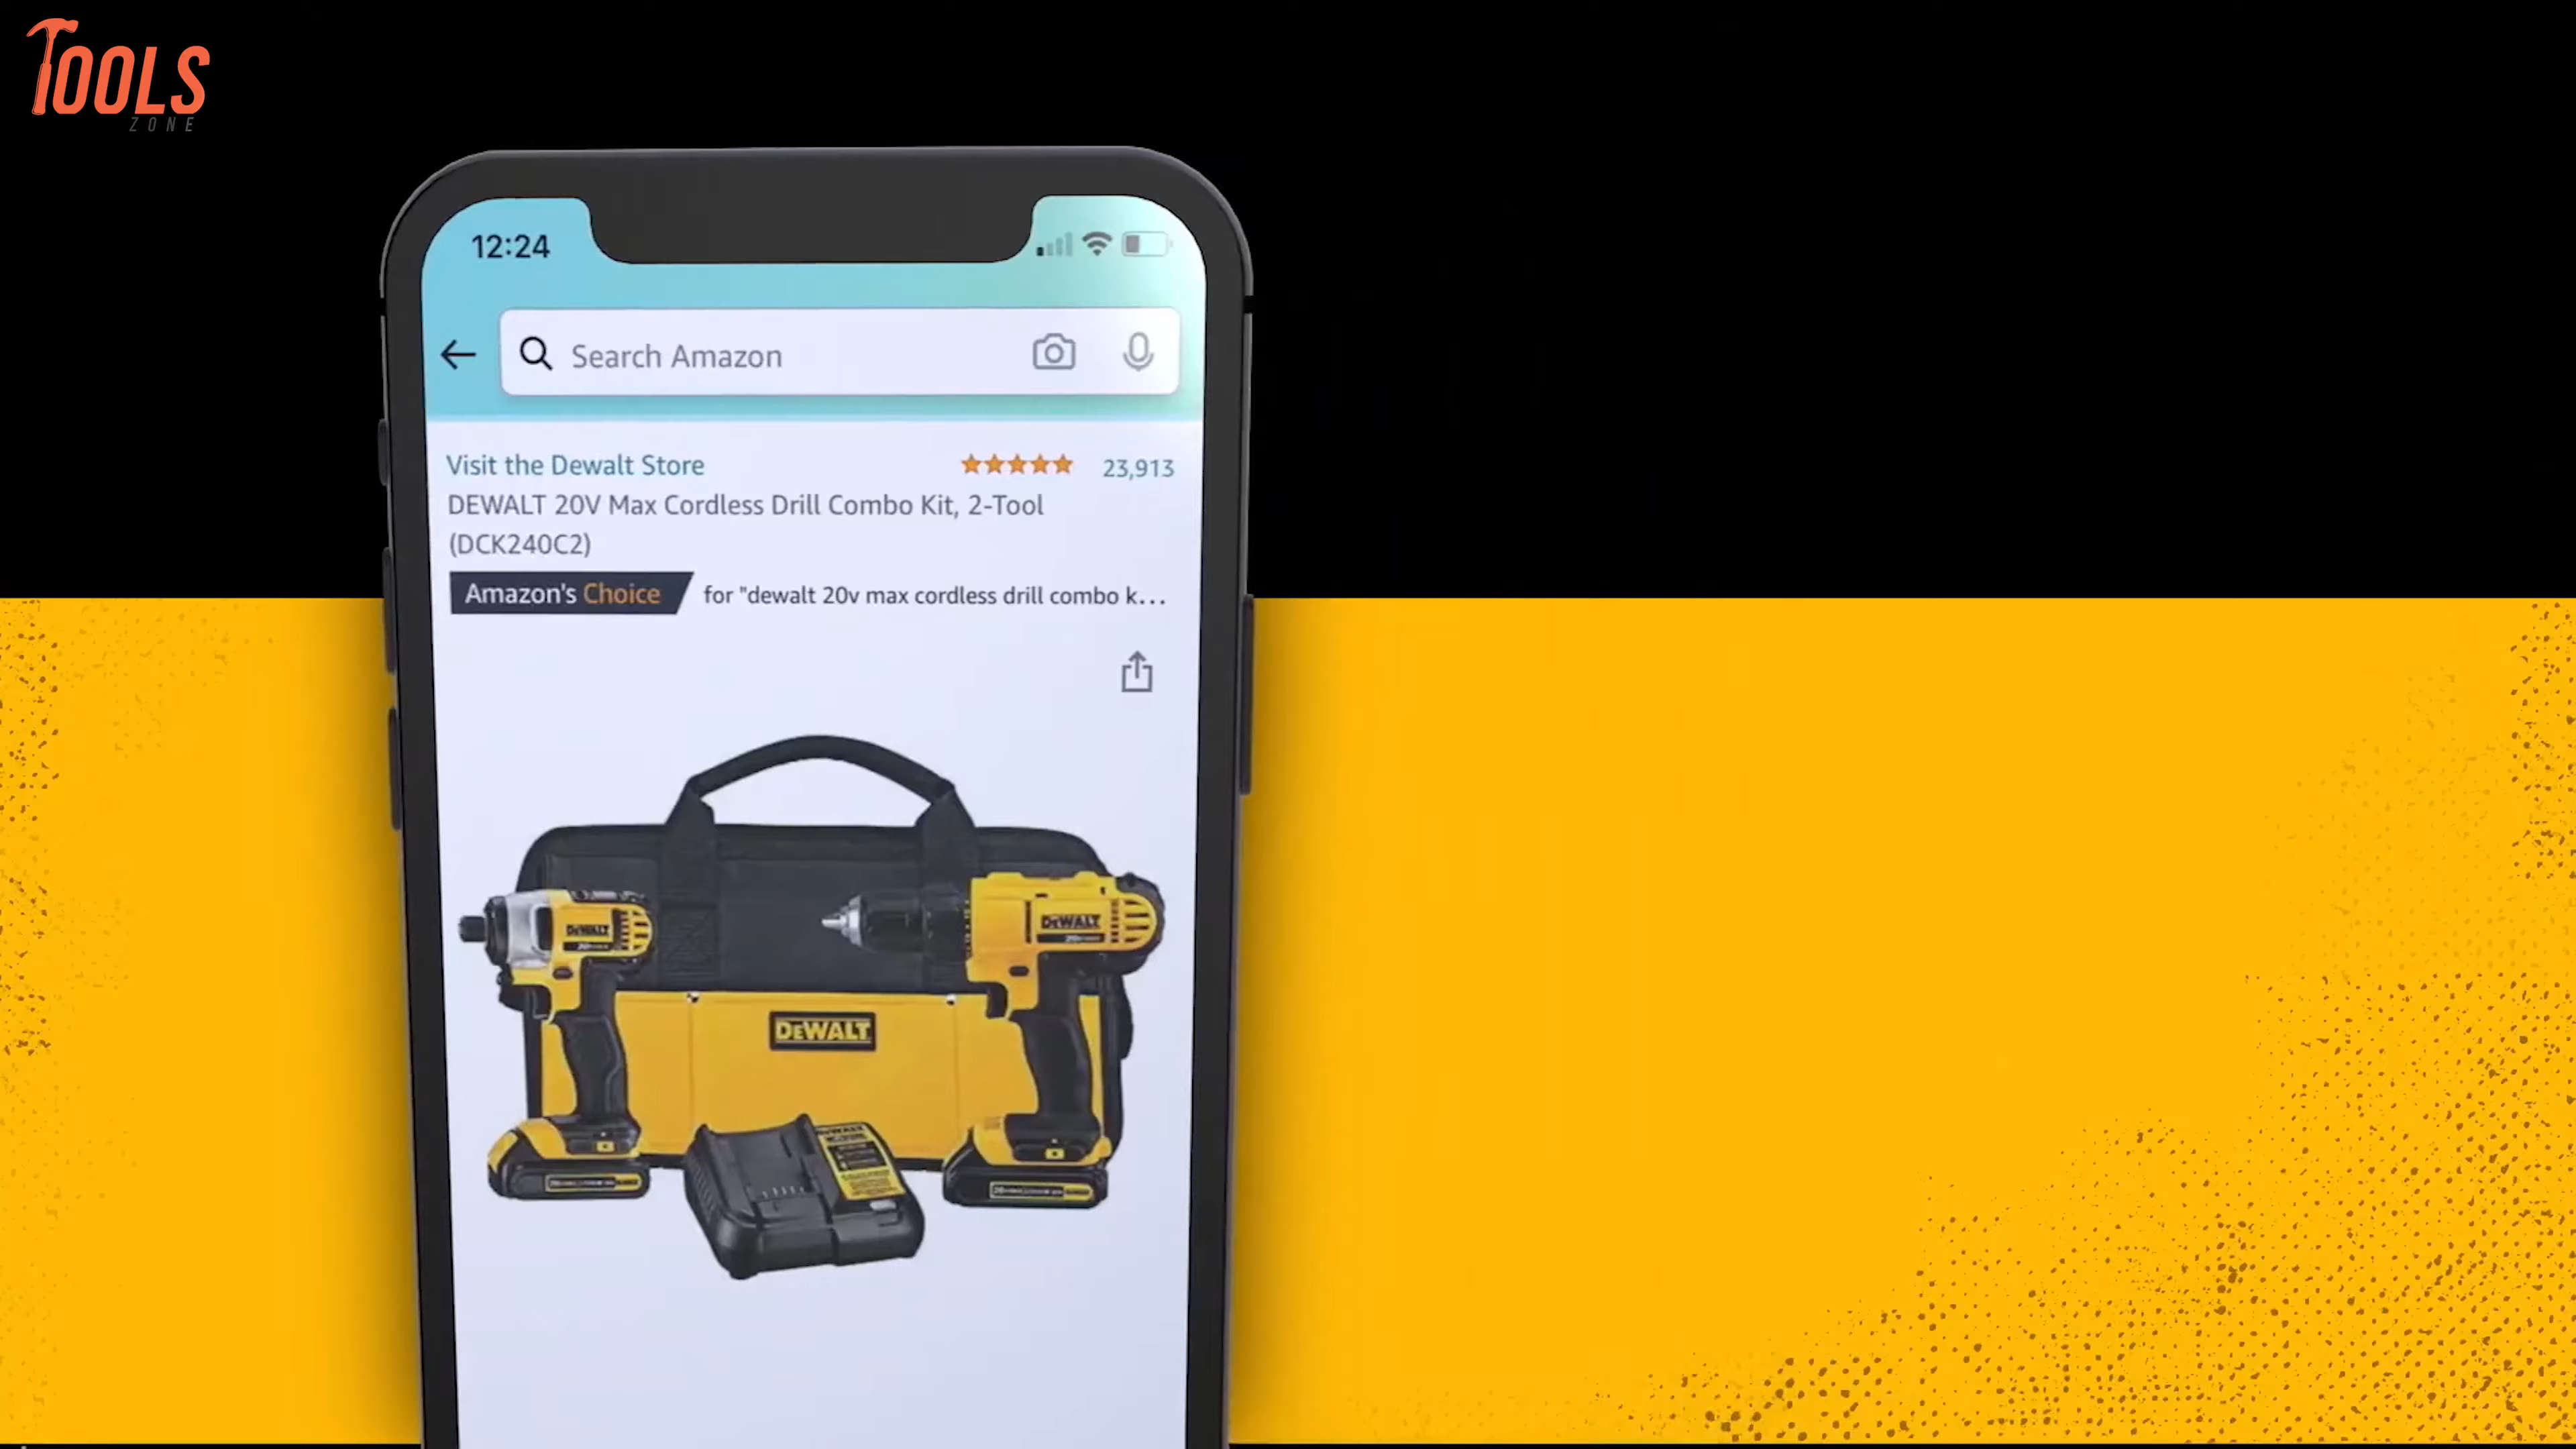 TOOLS
ZONE
12:24
Search Amazon
Visit the Dewalt Store
23,913
DEWALT 20V Max Cordless Drill Combo Kit, 2-Tool
(DCK240C2)
Amazon's Choice for "dewalt 20v max cordless drill combo k...
DEWALT
DEWALT
DEWALT